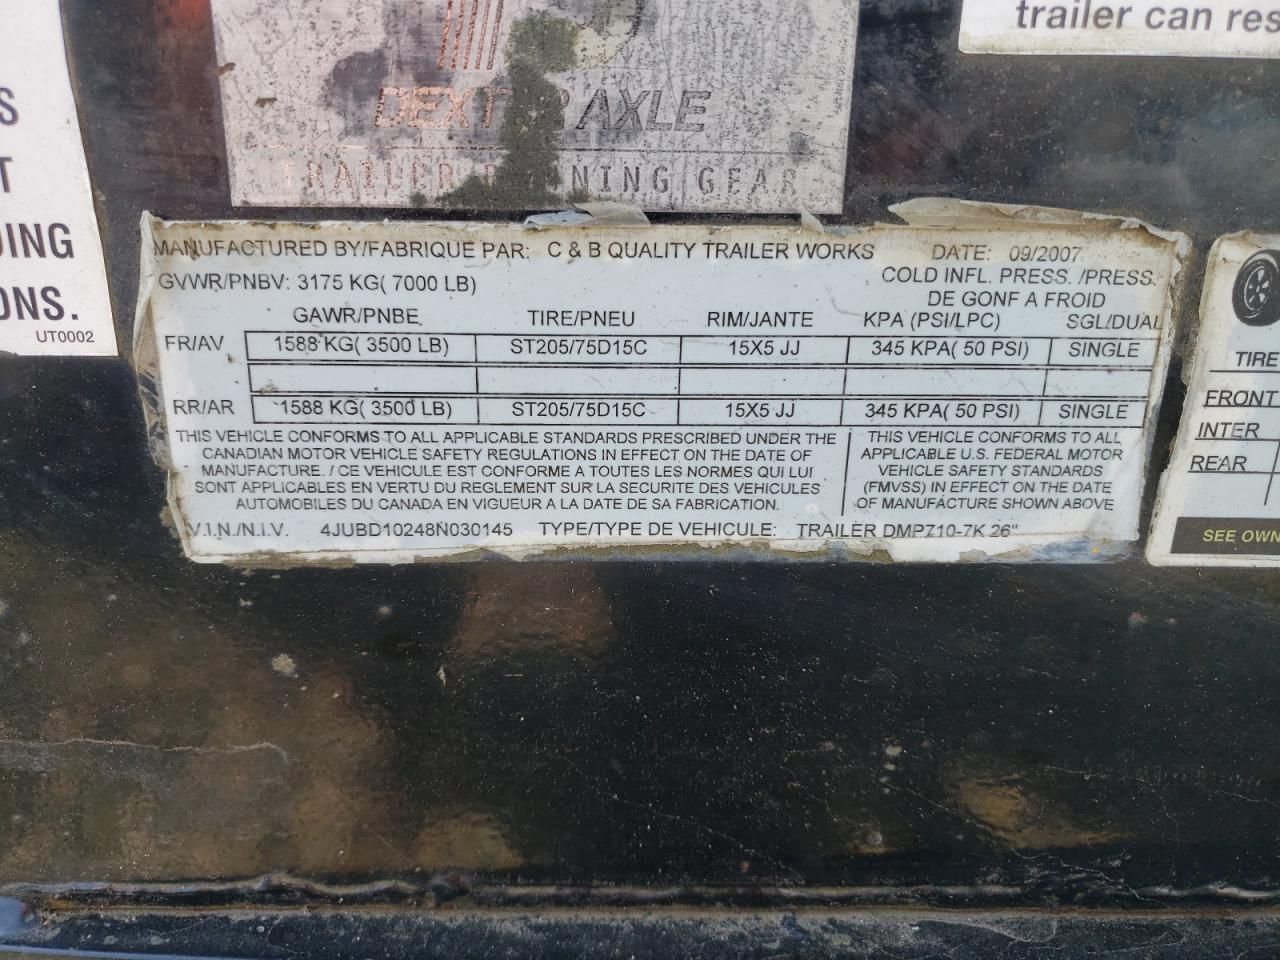 trailer can res
S
T
DING
ONS.
UT0002
DEXTER AXLE
TRAILER RUNNING GEAR
MANUFACTURED BY/FABRIQUE PAR: C & B QUALITY TRAILER WORKS DATE: 09/2007
GVWR/PNBV: 3175 KG( 7000 LB) COLD INFL. PRESS. /PRESS.
DE GONF A FROID
GAWR/PNBE TIRE/PNEU RIM/JANTE KPA (PSI/LPC) SGL/DUAL
FR/AV 1588 KG( 3500 LB) ST205/75D15C 15X5 JJ 345 KPA( 50 PSI) SINGLE
RR/AR 1588 KG( 3500 LB) ST205/75D15C 15X5 JJ 345 KPA( 50 PSI) SINGLE
THIS VEHICLE CONFORMS TO ALL APPLICABLE STANDARDS PRESCRIBED UNDER THE
CANADIAN MOTOR VEHICLE SAFETY REGULATIONS IN EFFECT ON THE DATE OF
MANUFACTURE. / CE VEHICULE EST CONFORME A TOUTES LES NORMES QUI LUI
SONT APPLICABLES EN VERTU DU REGLEMENT SUR LA SECURITE DES VEHICULES
AUTOMOBILES DU CANADA EN VIGUEUR A LA DATE DE SA FABRICATION.
THIS VEHICLE CONFORMS TO ALL
APPLICABLE U.S. FEDERAL MOTOR
VEHICLE SAFETY STANDARDS
(FMVSS) IN EFFECT ON THE DATE
OF MANUFACTURE SHOWN ABOVE
V.I.N./N.I.V. 4JUBD10248N030145 TYPE/TYPE DE VEHICULE: TRAILER DMPZ10-7K 26"
TIRE
FRONT
INTER
REAR
SEE OWN